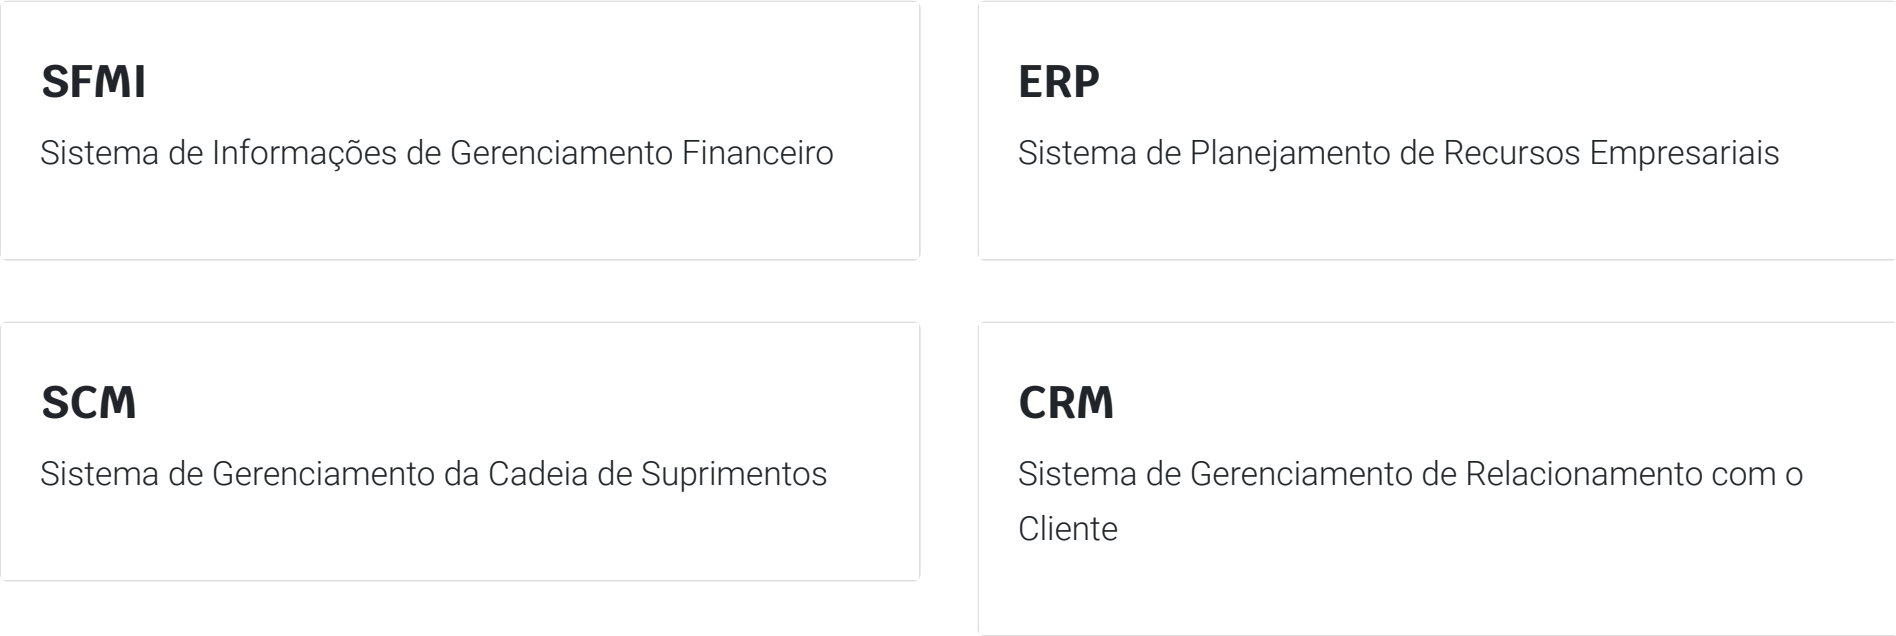 SFMI
Sistema de Informações de Gerenciamento Financeiro
ERP
Sistema de Planejamento de Recursos Empresariais
SCM
Sistema de Gerenciamento da Cadeia de Suprimentos
CRM
Sistema de Gerenciamento de Relacionamento com o
Cliente